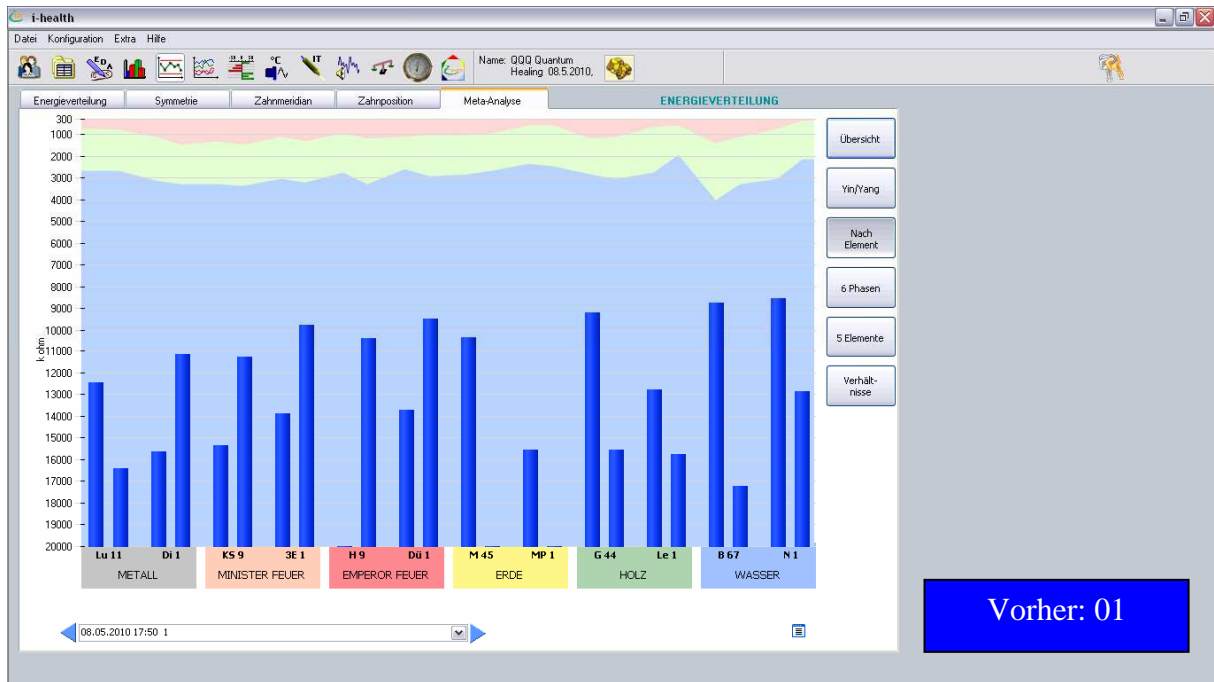 i-health
Datei Konfiguration Extra Hilfe
EDA
°C
IT
Name: QQQ Quantum
Healing 08.5.2010,
Energieverteilung Symmetrie Zahnmeridian Zahnposition Meta-Analyse ENERGIEVERTEILUNG
300
1000
2000
3000
4000
5000
6000
7000
8000
9000
10000
11000
12000
13000
14000
15000
16000
17000
18000
19000
20000
k ohm
Übersicht
Yin/Yang
Nach
Element
6 Phasen
5 Elemente
Verhält-
nisse
Lu 11 Di 1 KS 9 3E 1 H 9 Dü 1 M 45 MP 1 G 44 Le 1 B 67 N 1
METALL MINISTER FEUER EMPEROR FEUER ERDE HOLZ WASSER
08.05.2010 17:50 1
Vorher: 01